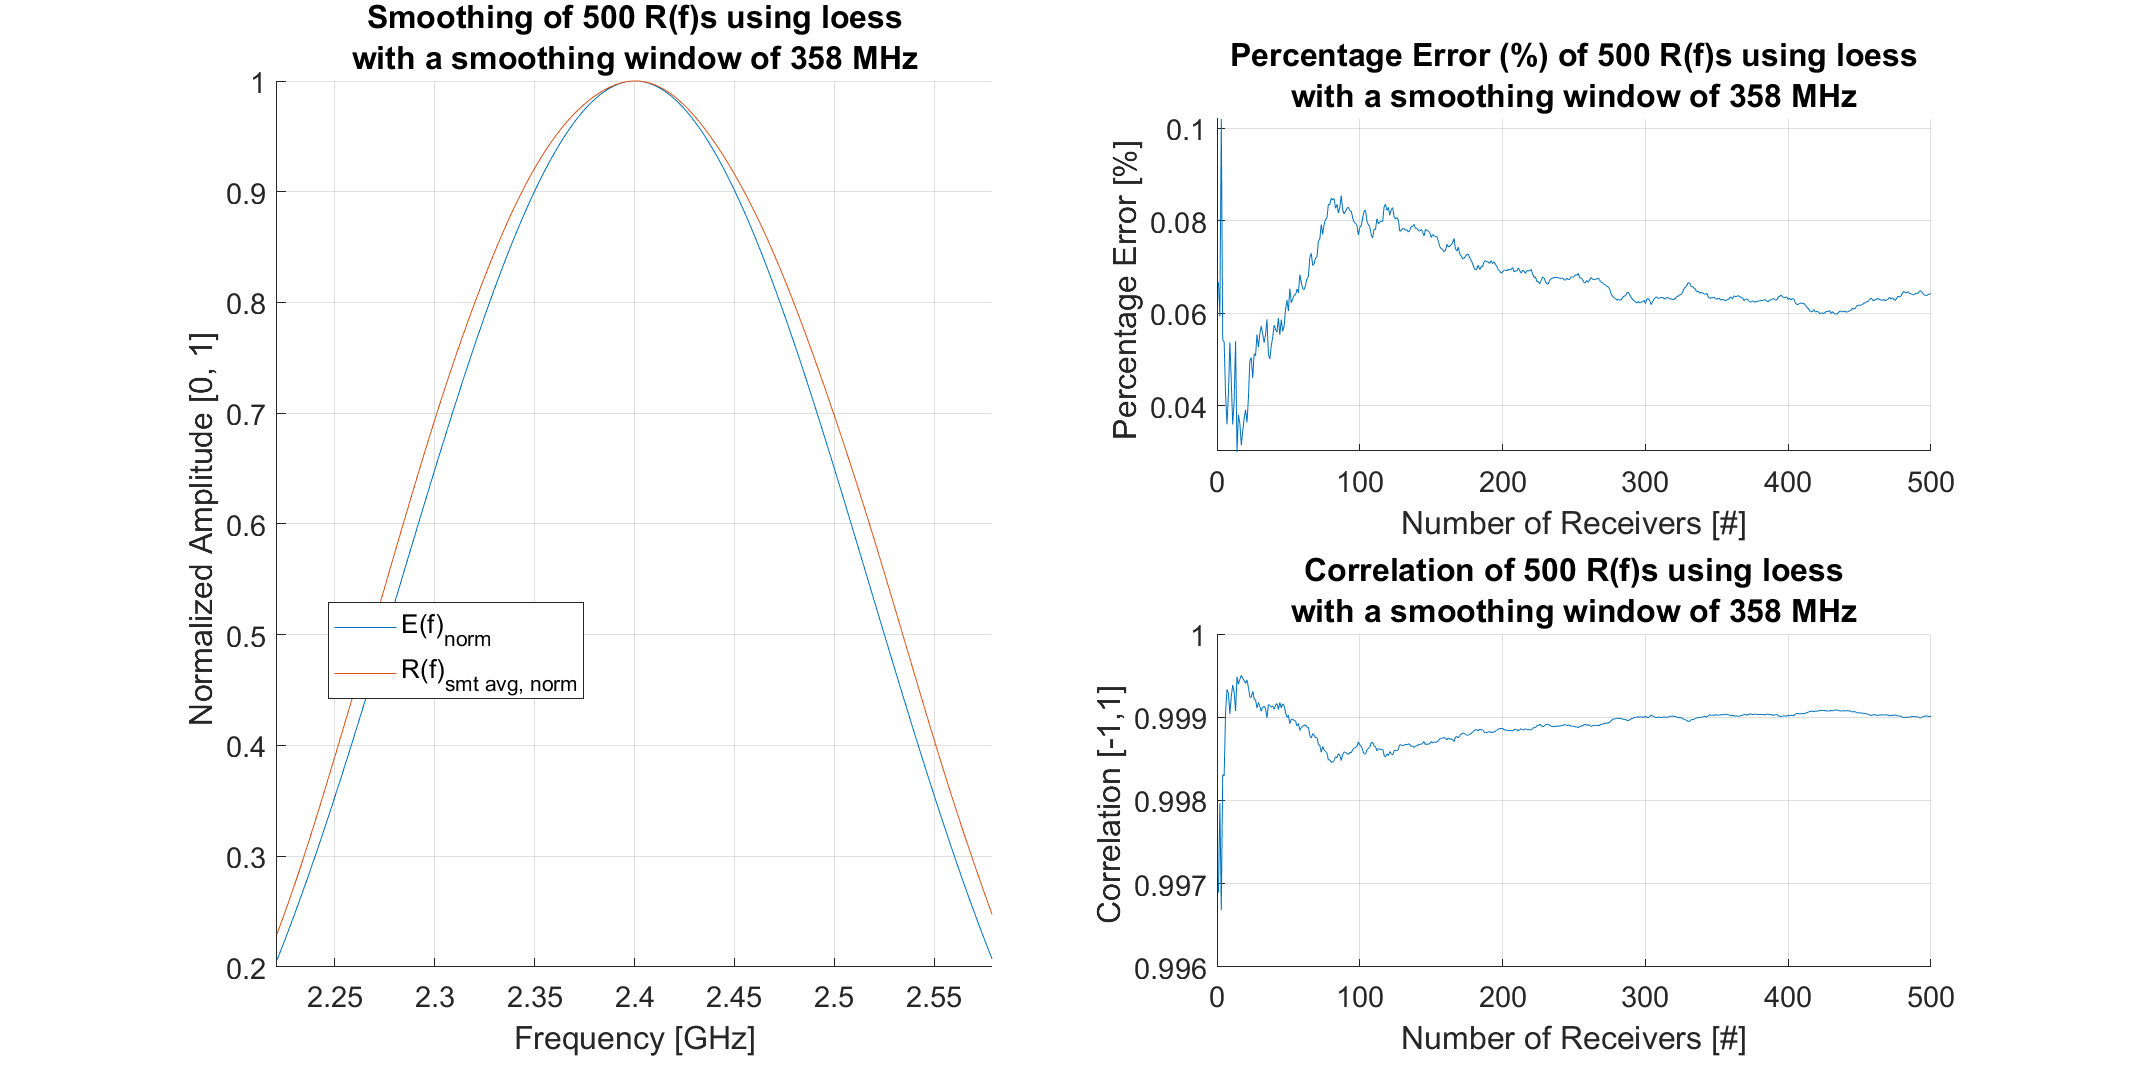 Smoothing of 500 R(f)s using loess
with a smoothing window of 358 MHz
1
0.9
0.8
0.7
0.6
0.5
0.4
0.3
0.2
Normalized Amplitude [0, 1]
E(f)norm
R(f)smt avg, norm
2.25 2.3 2.35 2.4 2.45 2.5 2.55
Frequency [GHz]
Percentage Error (%) of 500 R(f)s using loess
with a smoothing window of 358 MHz
0.1
0.08
0.06
0.04
Percentage Error [%]
0 100 200 300 400 500
Number of Receivers [#]
Correlation of 500 R(f)s using loess
with a smoothing window of 358 MHz
1
0.999
0.998
0.997
0.996
Correlation [-1,1]
0 100 200 300 400 500
Number of Receivers [#]